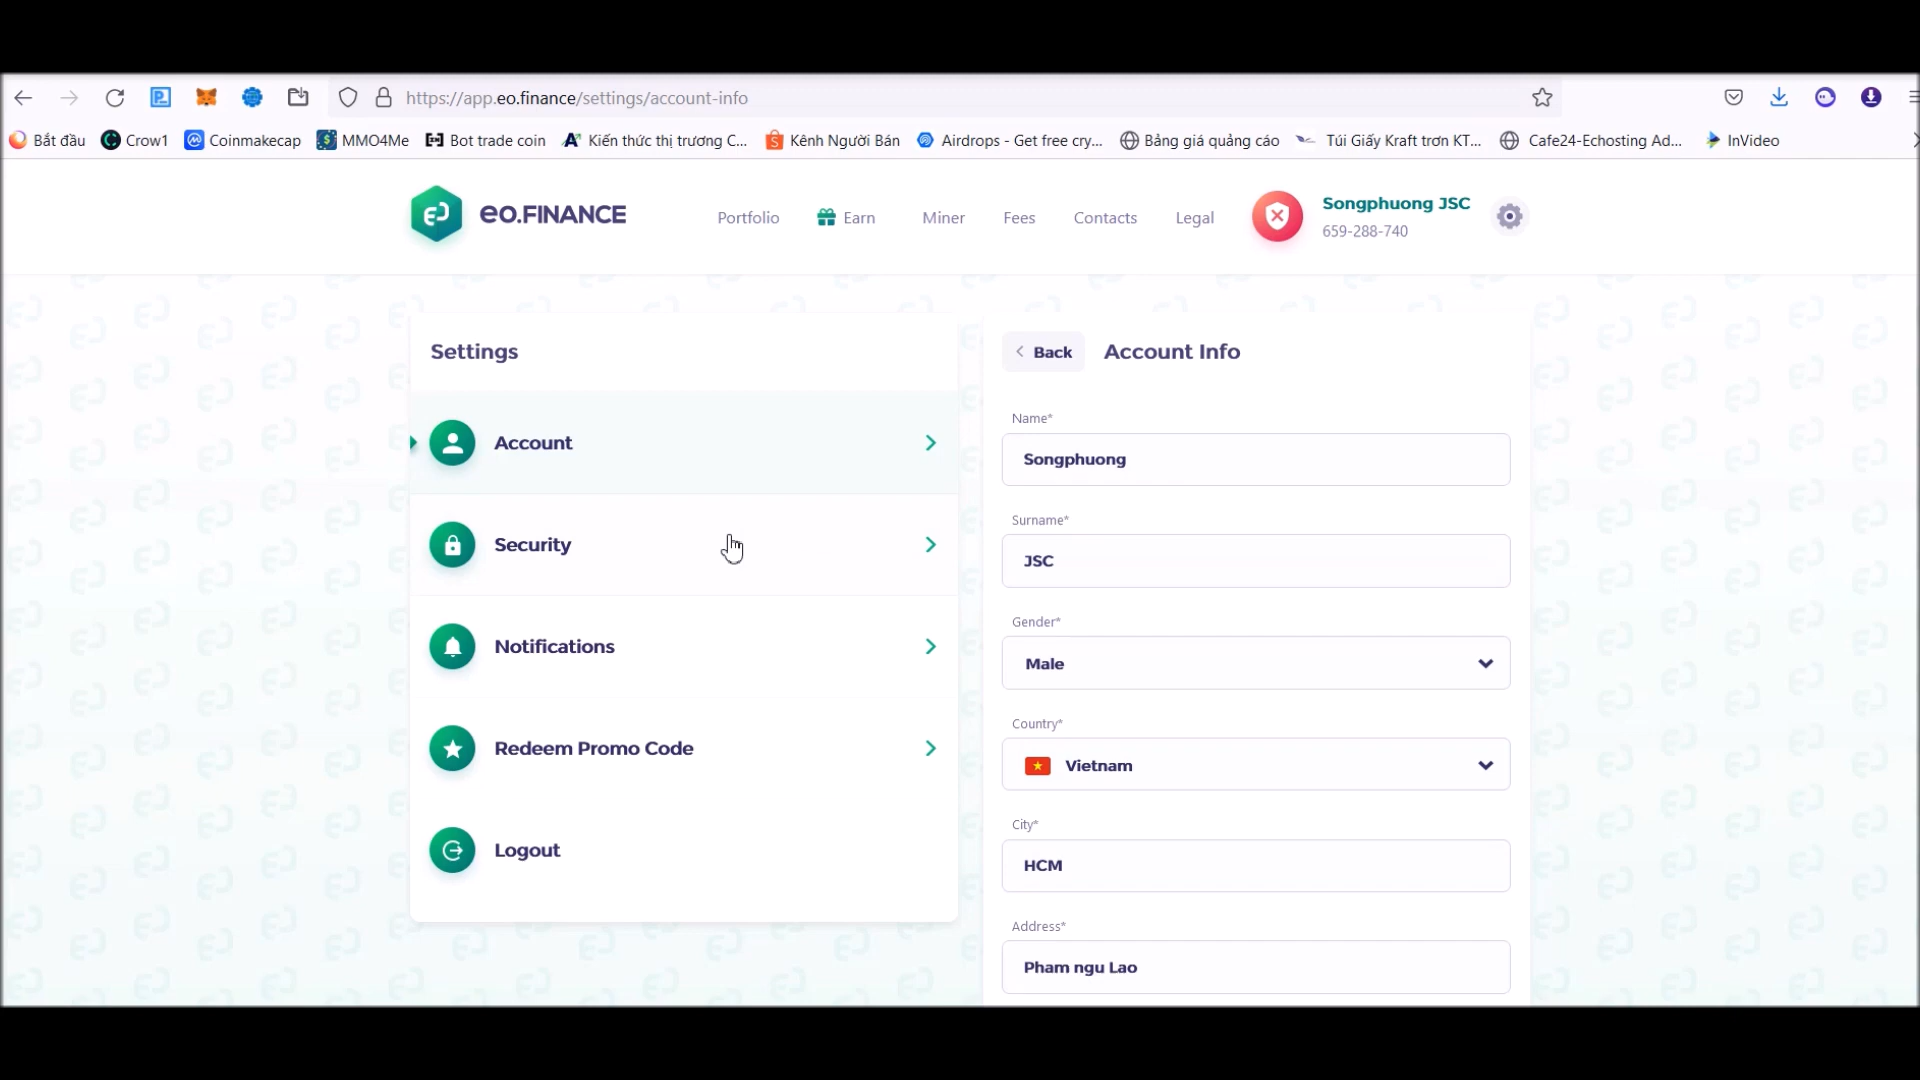 https://app.eo.finance/settings/account-info
Bắt đầu
Crow1
Coinmakecap
MMO4Me
Bot trade coin
Kiến thức thị trương C...
Kênh Người Bán
Airdrops - Get free cry...
Bảng giá quảng cáo
Túi Giấy Kraft trơn KT...
Cafe24-Echosting Ad...
InVideo
eo.FINANCE
Portfolio
Earn
Miner
Fees
Contacts
Legal
Songphuong JSC
659-288-740
Settings
Account
Security
Notifications
Redeem Promo Code
Logout
Back
Account Info
Name*
Songphuong
Surname*
JSC
Gender*
Male
Country*
Vietnam
City*
HCM
Address*
Pham ngu Lao